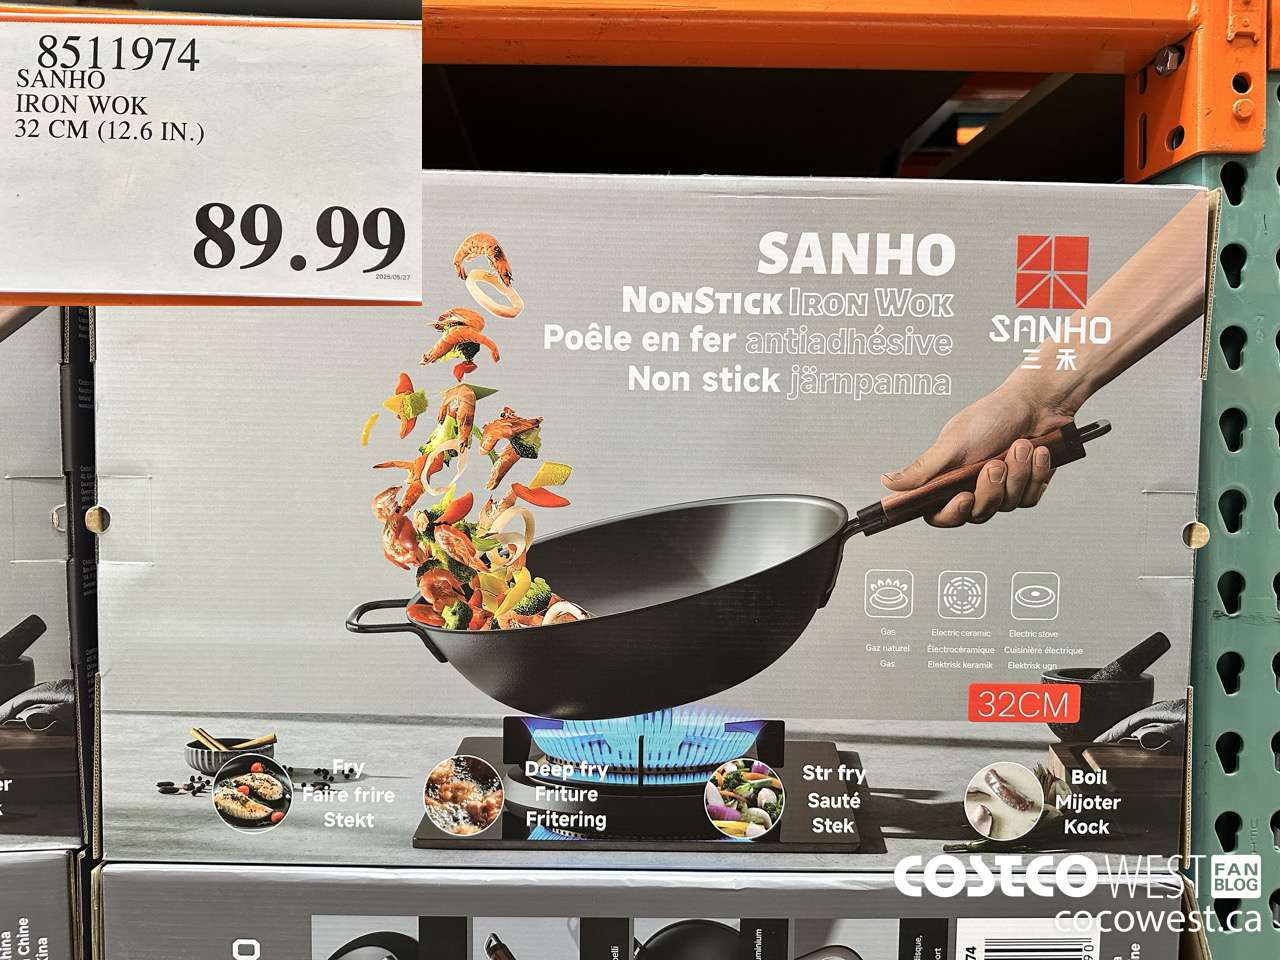 8511974
SANHO
IRON WOK
32 CM (12.6 IN.)
89.99
2025/05/27
SANHO
NONSTICK IRON WOK
Poêle en fer antiadhésive
Non stick järnpanna
SANHO
三禾
Gas
Gaz naturel
Gas
Electric ceramic
Électrocéramique
Elektrisk keramik
Electric stove
Cuisinière électrique
Elektrisk ugn
32CM
Fry
Faire frire
Stekt
Deep fry
Friture
Fritering
Str fry
Sauté
Stek
Boil
Mijoter
Kock
COSTCO WEST FAN BLOG
cocowest.ca